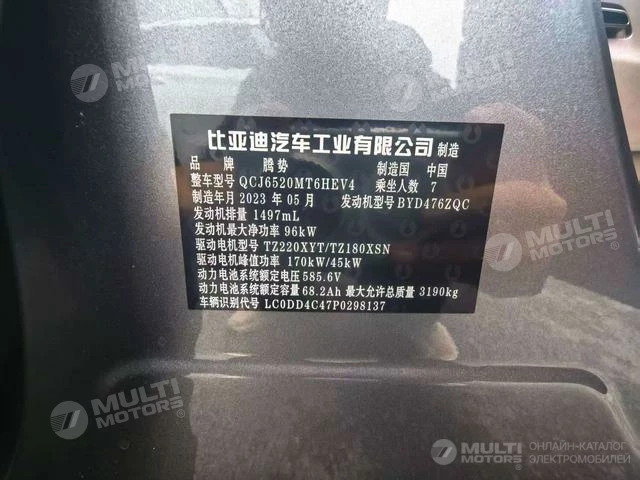 比亚迪汽车工业有限公司 制造
品 牌 腾势 制造国 中国
整车型号 QCJ6520MT6HEV4 乘坐人数 7
制造年月 2023 年 05 月 发动机型号 BYD476ZQC
发动机排量 1497mL
发动机最大净功率 96kW
驱动电机型号 TZ220XYT/TZ180XSN
驱动电机峰值功率 170kW/45kW
动力电池系统额定电压 585.6V
动力电池系统额定容量 68.2Ah 最大允许总质量 3190kg
车辆识别代号 LC0DD4C47P0298137
MULTI MOTORS
MULTI MOTORS
MULTI MOTORS
MULTI MOTORS
MULTI MOTORS
ОНЛАЙН-КАТАЛОГ
ЭЛЕКТРОМОБИЛЕЙ